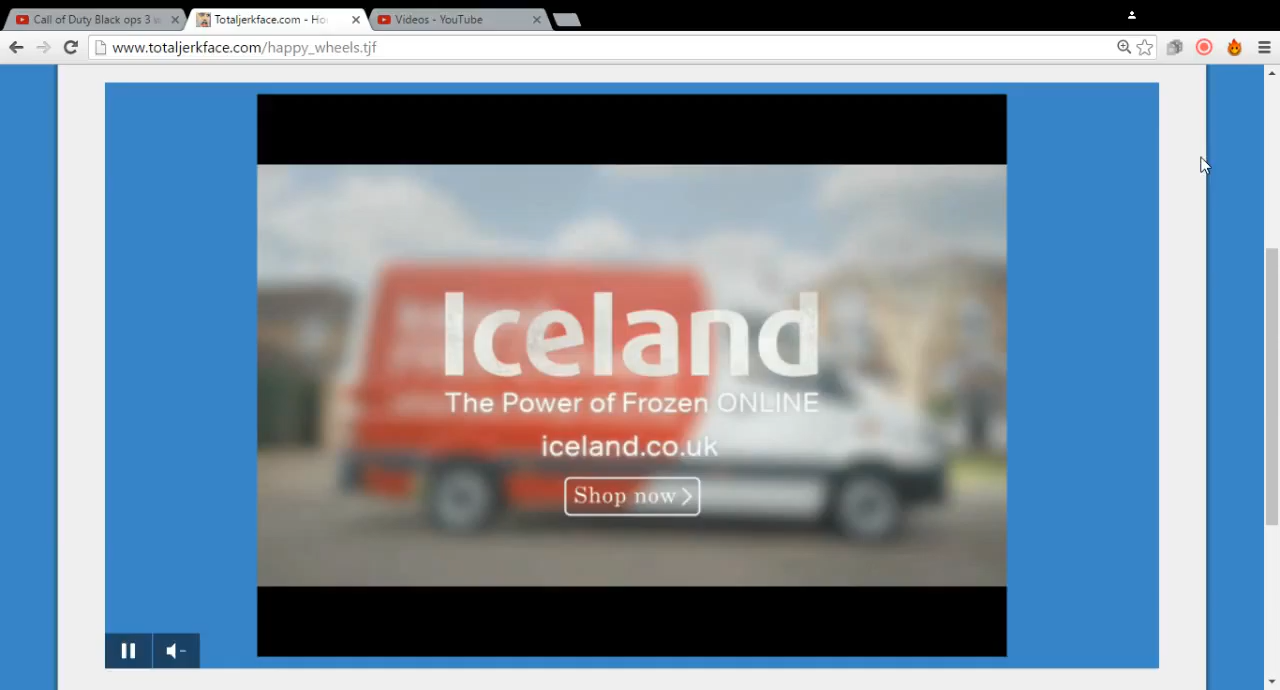 Call of Duty Black ops 3
Totaljerkface.com - Ho
Videos - YouTube
www.totaljerkface.com/happy_wheels.tjf
Iceland
The Power of Frozen ONLINE
iceland.co.uk
Shop now